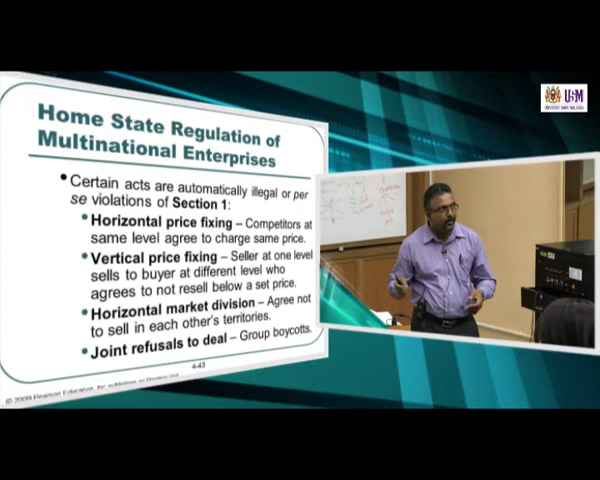 USM
Home State Regulation of
Multinational Enterprises
• Certain acts are automatically illegal or per
se violations of Section 1:
• Horizontal price fixing – Competitors at
same level agree to charge same price.
• Vertical price fixing – Seller at one level
sells to buyer at different level who
agrees to not resell below a set price.
• Horizontal market division – Agree not
to sell in each other's territories.
• Joint refusals to deal – Group boycotts.
4-43
© 2009 Pearson Education, Inc.